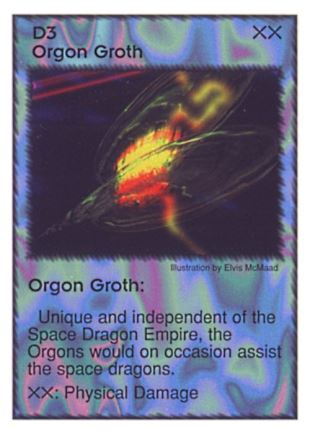 D3 XX
Orgon Groth
Illustration by Elvis McMaad
Orgon Groth:
Unique and independent of the
Space Dragon Empire, the
Orgons would on occasion assist
the space dragons.
XX: Physical Damage